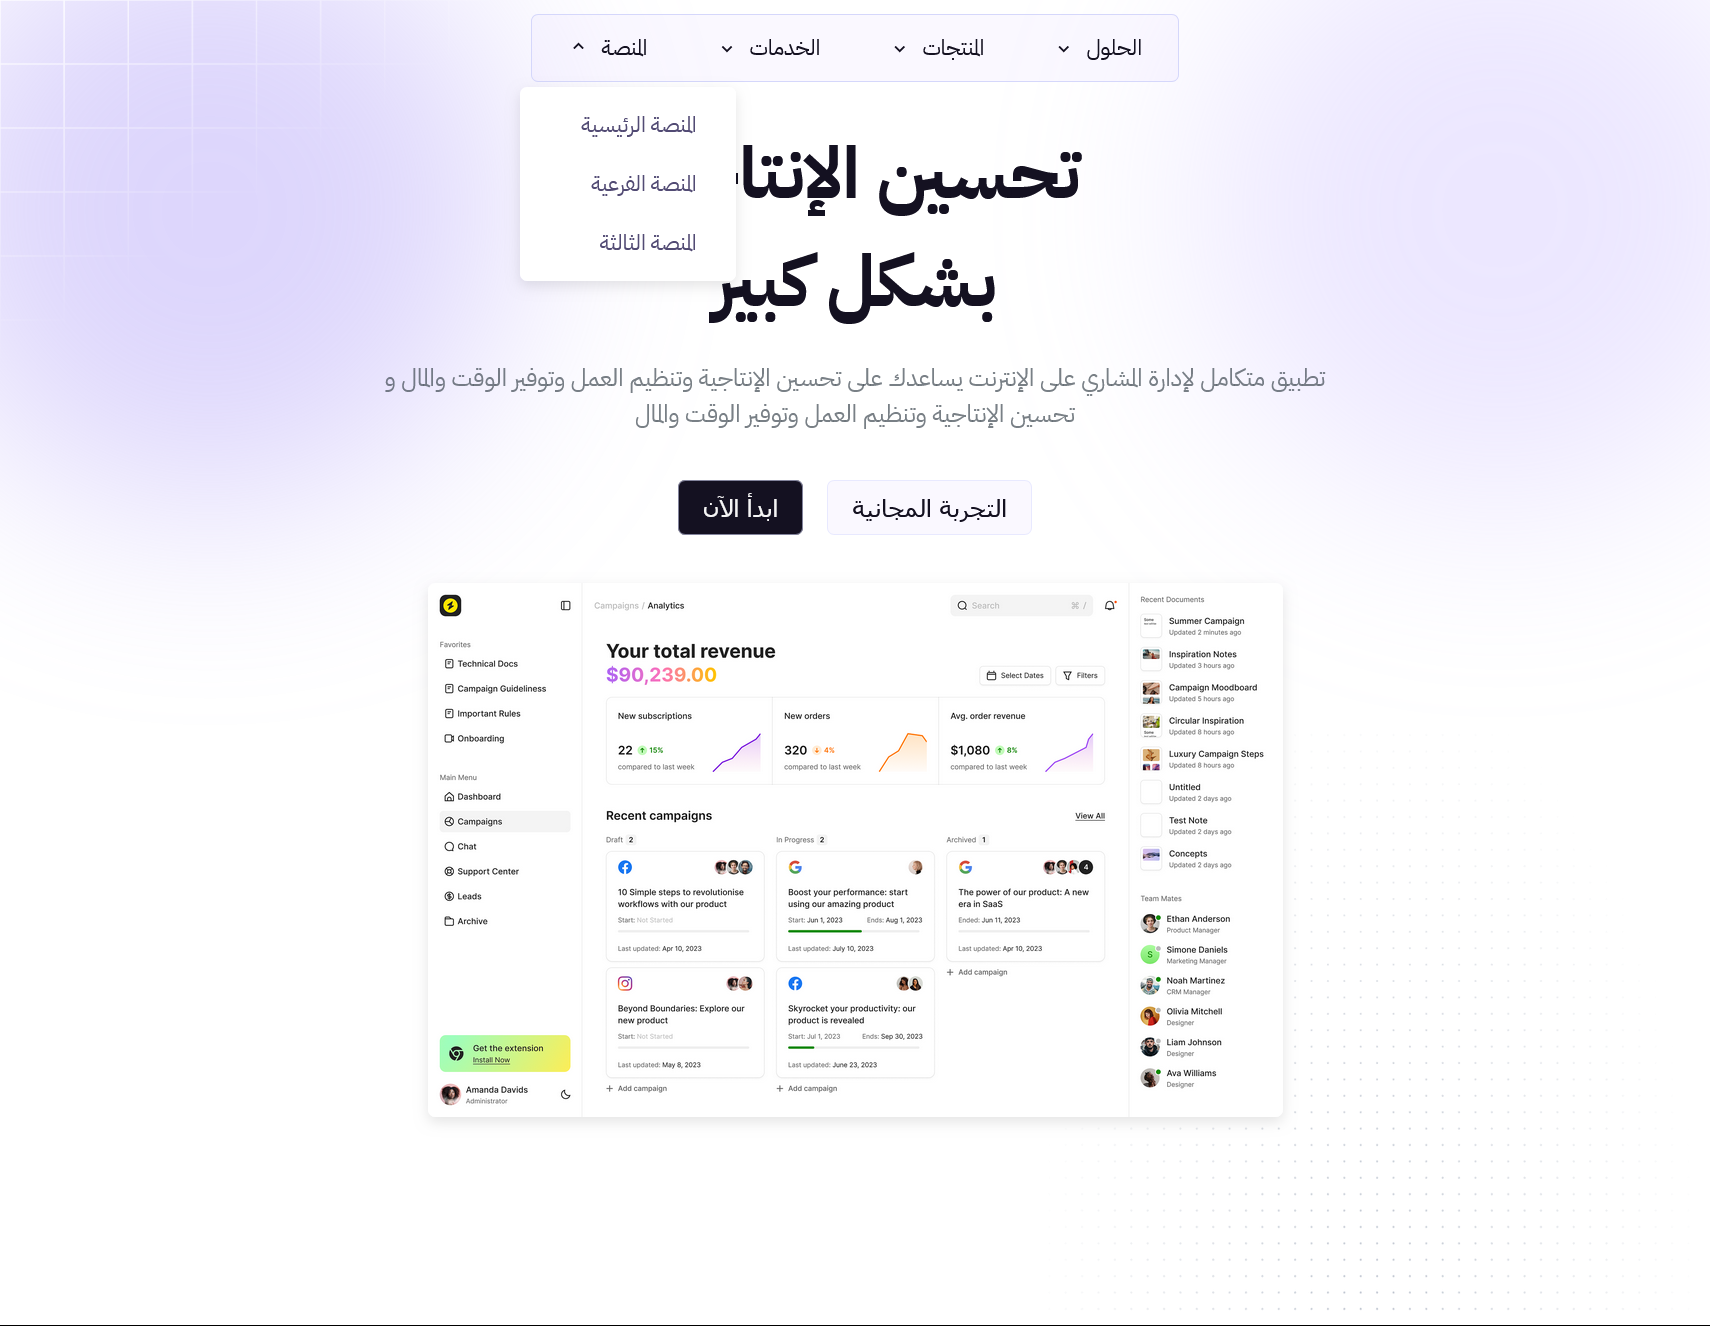 الحلول
المنتجات
الخدمات
المنصة
المنصة الرئيسية
المنصة الفرعية
المنصة الثالثة
تحسين
بشكل كبير
تطبيق متكامل لإدارة المشاري على الإنترنت يساعدك على تحسين الإنتاجية وتنظيم العمل وتوفير الوقت والمال و
تحسين الإنتاجية وتنظيم العمل وتوفير الوقت والمال
التجربة المجانية
ابدأ الآن
Favorites
Technical Docs
Campaign Guideliness
Important Rules
Onboarding
Main Menu
Dashboard
Campaigns
Chat
Support Center
Leads
Archive
Get the extension
Install Now
Amanda Davids
Administrator
Campaigns / Analytics
Search ⌘ /
Your total revenue
$90,239.00
Select Dates
Filters
New subscriptions
22 15%
compared to last week
New orders
320 4%
compared to last week
Avg. order revenue
$1,080 8%
compared to last week
Recent campaigns
View All
Draft 2
10 Simple steps to revolutionise
workflows with our product
Start: Not Started
Last updated: Apr 10, 2023
Beyond Boundaries: Explore our
new product
Start: Not Started
Last updated: May 8, 2023
+ Add campaign
In Progress 2
Boost your performance: start
using our amazing product
Start: Jun 1, 2023 Ends: Aug 1, 2023
Last updated: July 10, 2023
Skyrocket your productivity: our
product is revealed
Start: Jul 1, 2023 Ends: Sep 30, 2023
Last updated: June 23, 2023
+ Add campaign
Archived 1
4
The power of our product: A new
era in SaaS
Ended: Jun 11, 2023
Last updated: Apr 10, 2023
+ Add campaign
Recent Documents
Summer Campaign
Updated 2 minutes ago
Inspiration Notes
Updated 3 hours ago
Campaign Moodboard
Updated 5 hours ago
Circular Inspiration
Updated 8 hours ago
Luxury Campaign Steps
Updated 8 hours ago
Untitled
Updated 2 days ago
Test Note
Updated 2 days ago
Concepts
Updated 2 days ago
Team Mates
Ethan Anderson
Product Manager
S
Simone Daniels
Marketing Manager
Noah Martinez
CRM Manager
Olivia Mitchell
Designer
Liam Johnson
Designer
Ava Williams
Designer